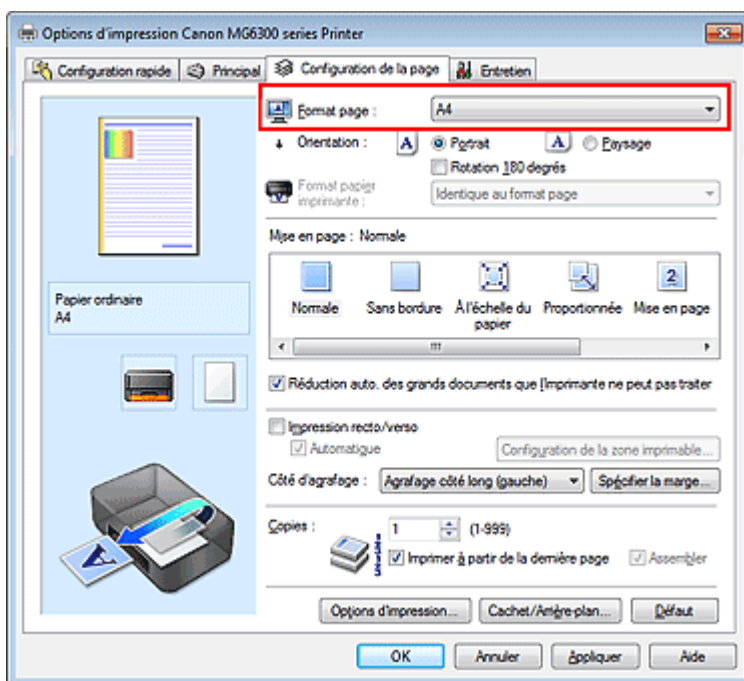 Options d'impression Canon MG6300 series Printer
Configuration rapide Principal Configuration de la page Entretien
Format page : A4
Orientation : A Portrait A Paysage
Rotation 180 degrés
Format papier imprimante : Identique au format page
Mise en page : Normale
Normale Sans bordure À l'échelle du papier Proportionnée Mise en page
Papier ordinaire
A4
Réduction auto. des grands documents que l'imprimante ne peut pas traiter
Impression recto/verso
Automatique Configuration de la zone imprimable...
Côté d'agrafage : Agrafage côté long (gauche) Spécifier la marge...
Copies : 1 (1-999)
Imprimer à partir de la dernière page Assembler
Options d'impression... Cachet/Arrière-plan... Défaut
OK Annuler Appliquer Aide